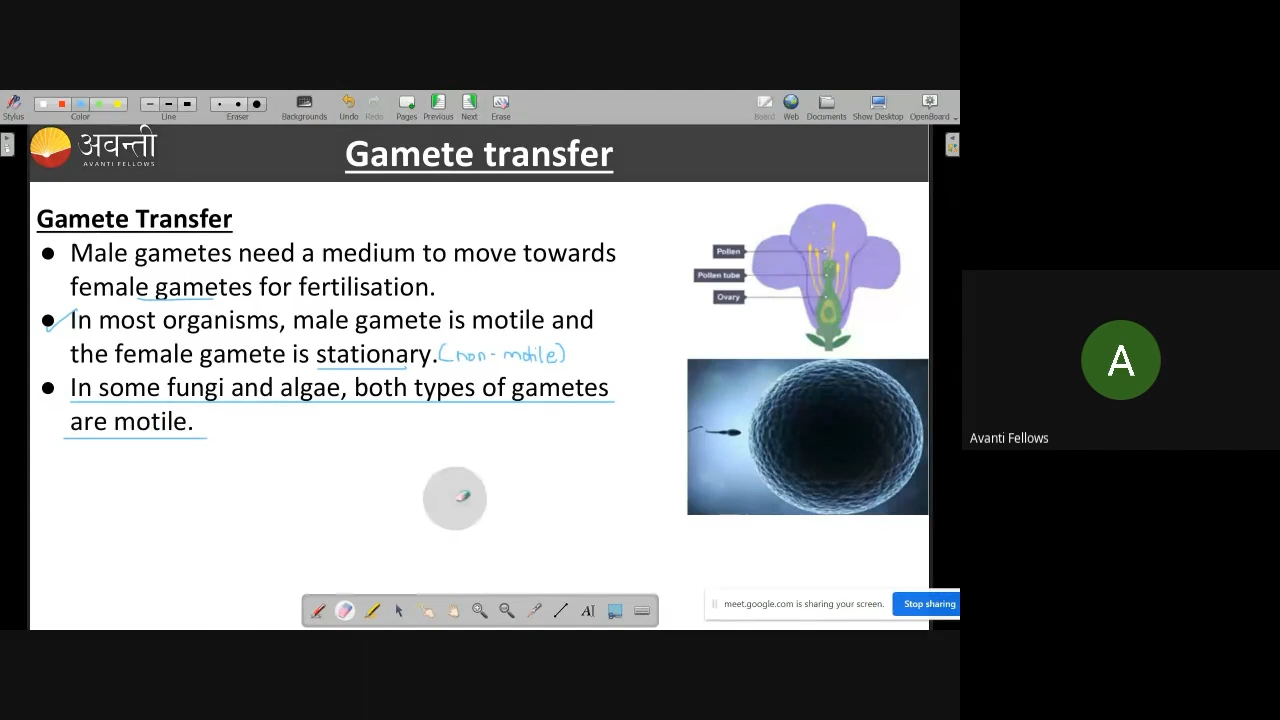 Stylus
Color
Line
Eraser
Backgrounds
Undo
Redo
Pages
Previous
Next
Erase
Board
Web
Documents
Show Desktop
OpenBoard
अवन्ती
AVANTI FELLOWS
Gamete transfer
Gamete Transfer
● Male gametes need a medium to move towards
female gametes for fertilisation.
● In most organisms, male gamete is motile and
the female gamete is stationary. (non-motile)
● In some fungi and algae, both types of gametes
are motile.
Pollen
Pollen tube
Ovary
AI
meet.google.com is sharing your screen.
Stop sharing
A
Avanti Fellows